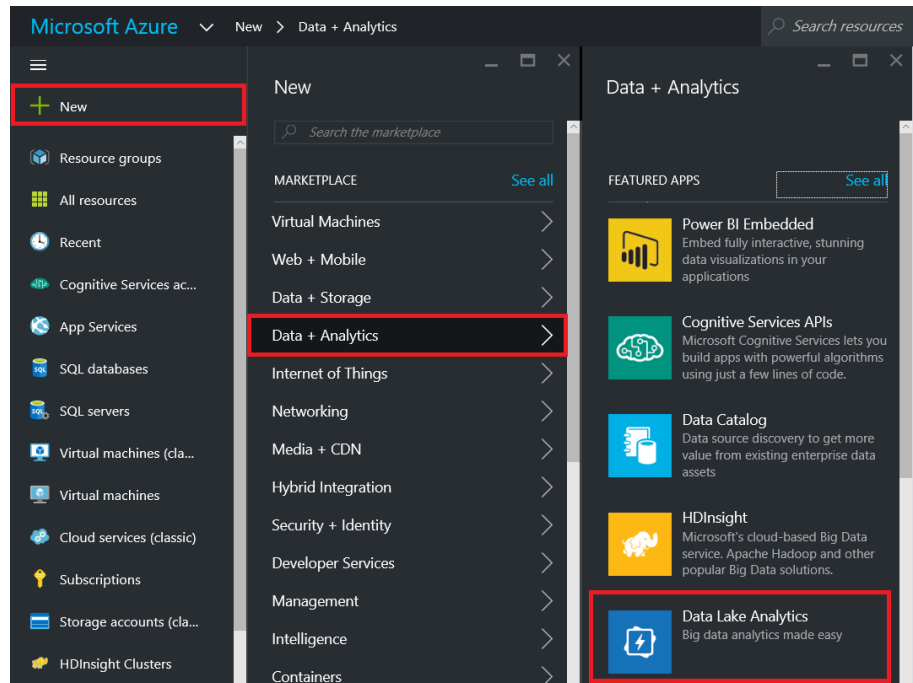 Microsoft Azure New > Data + Analytics
Search resources
New
Resource groups
All resources
Recent
Cognitive Services ac...
App Services
SQL databases
SQL servers
Virtual machines (cla...
Virtual machines
Cloud services (classic)
Subscriptions
Storage accounts (cla...
HDInsight Clusters
New
Search the marketplace
MARKETPLACE See all
Virtual Machines
Web + Mobile
Data + Storage
Data + Analytics
Internet of Things
Networking
Media + CDN
Hybrid Integration
Security + Identity
Developer Services
Management
Intelligence
Containers
Data + Analytics
FEATURED APPS See all
Power BI Embedded
Embed fully interactive, stunning
data visualizations in your
applications
Cognitive Services APIs
Microsoft Cognitive Services lets you
build apps with powerful algorithms
using just a few lines of code.
Data Catalog
Data source discovery to get more
value from existing enterprise data
assets
HDInsight
Microsoft's cloud-based Big Data
service. Apache Hadoop and other
popular Big Data solutions.
Data Lake Analytics
Big data analytics made easy